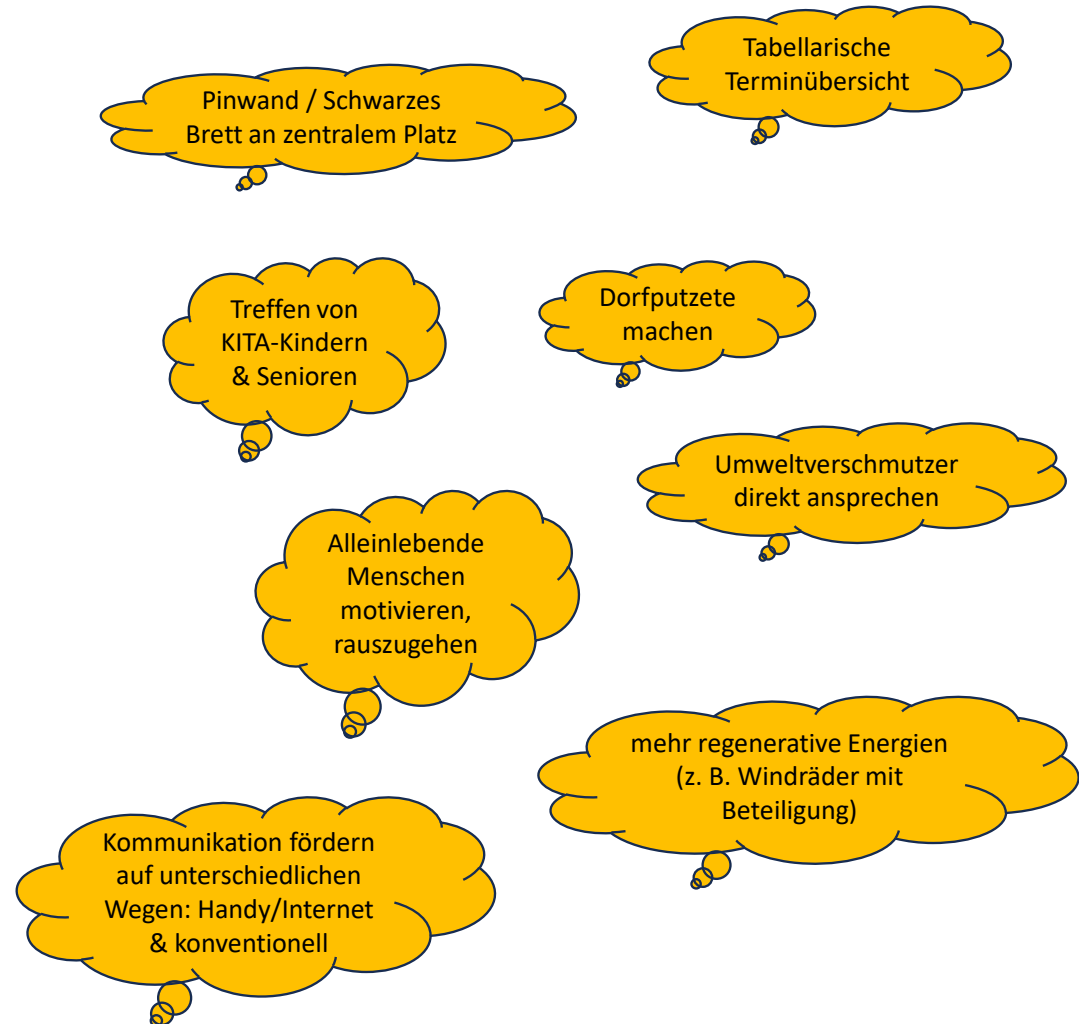 Tabellarische
Terminübersicht
Pinwand / Schwarzes
Brett an zentralem Platz
Treffen von
KITA-Kindern
& Senioren
Dorfputzete
machen
Umweltverschmutzer
direkt ansprechen
Alleinlebende
Menschen
motivieren,
rauszugehen
mehr regenerative Energien
(z. B. Windräder mit
Beteiligung)
Kommunikation fördern
auf unterschiedlichen
Wegen: Handy/Internet
& konventionell